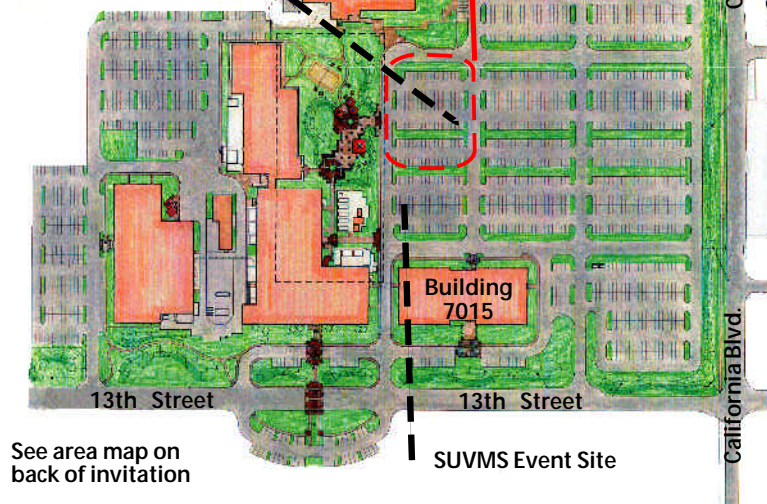 Building
7015
13th Street
13th Street
California Blvd.
See area map on
back of invitation
SUVMS Event Site